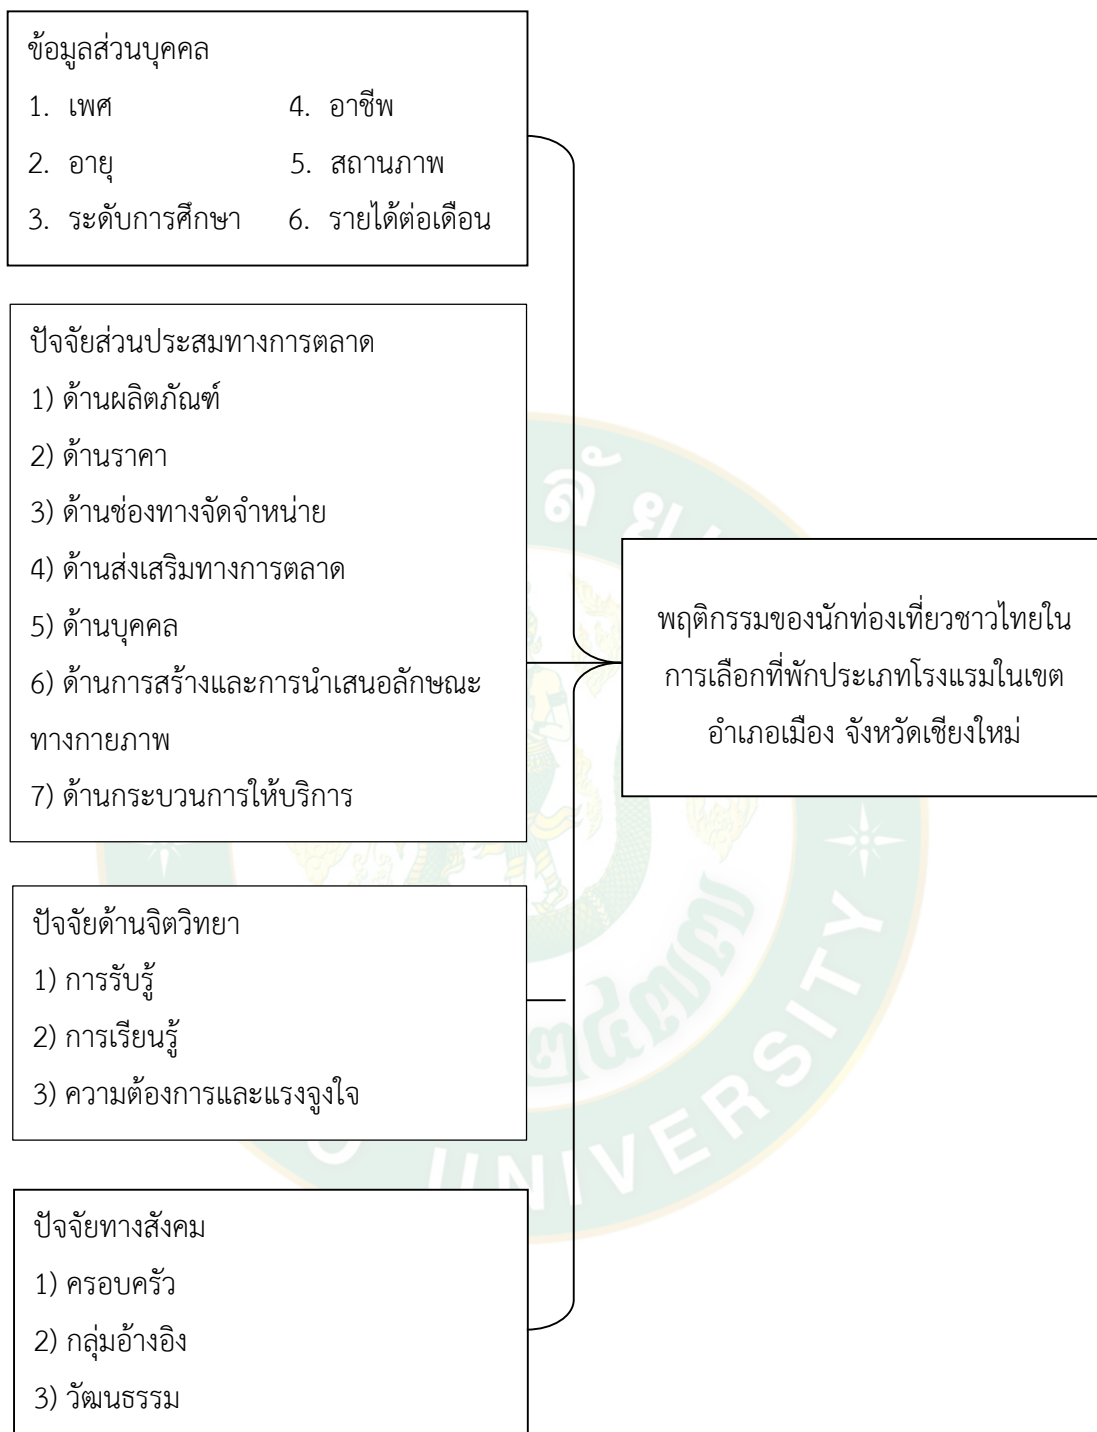 ข้อมูลส่วนบุคคล
1. เพศ 4. อาชีพ
2. อายุ 5. สถานภาพ
3. ระดับการศึกษา 6. รายได้ต่อเดือน
ปัจจัยส่วนประสมทางการตลาด
1) ด้านผลิตภัณฑ์
2) ด้านราคา
3) ด้านช่องทางจัดจำหน่าย
4) ด้านส่งเสริมทางการตลาด
5) ด้านบุคคล
6) ด้านการสร้างและการนำเสนอลักษณะ
ทางกายภาพ
7) ด้านกระบวนการให้บริการ
พฤติกรรมของนักท่องเที่ยวชาวไทยใน
การเลือกที่พักประเภทโรงแรมในเขต
อำเภอเมือง จังหวัดเชียงใหม่
ปัจจัยด้านจิตวิทยา
1) การรับรู้
2) การเรียนรู้
3) ความต้องการและแรงจูงใจ
ปัจจัยทางสังคม
1) ครอบครัว
2) กลุ่มอ้างอิง
3) วัฒนธรรม
๒๔๗๗
UNIVERSITY